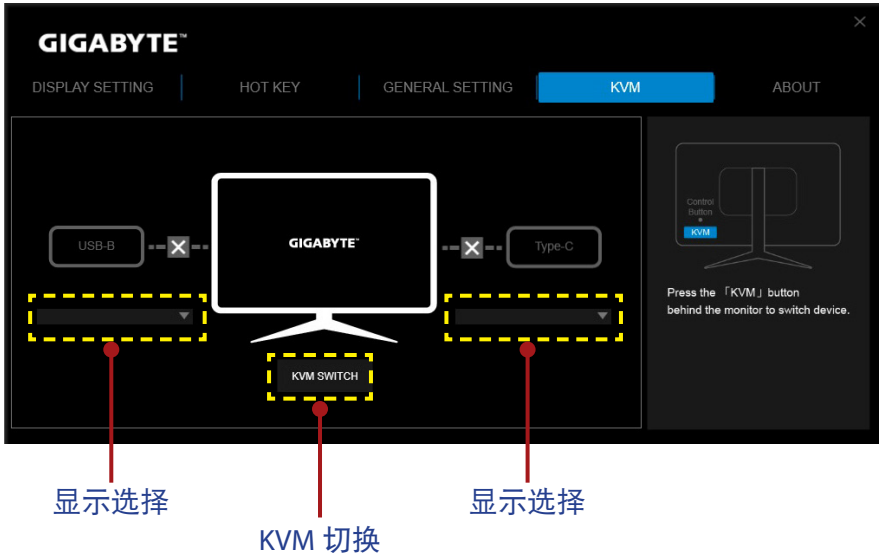 GIGABYTE™
DISPLAY SETTING
HOT KEY
GENERAL SETTING
KVM
ABOUT
USB-B
GIGABYTE™
Type-C
KVM SWITCH
Control
Button
KVM
Press the 「KVM」 button
behind the monitor to switch device.
显示选择
KVM 切换
显示选择